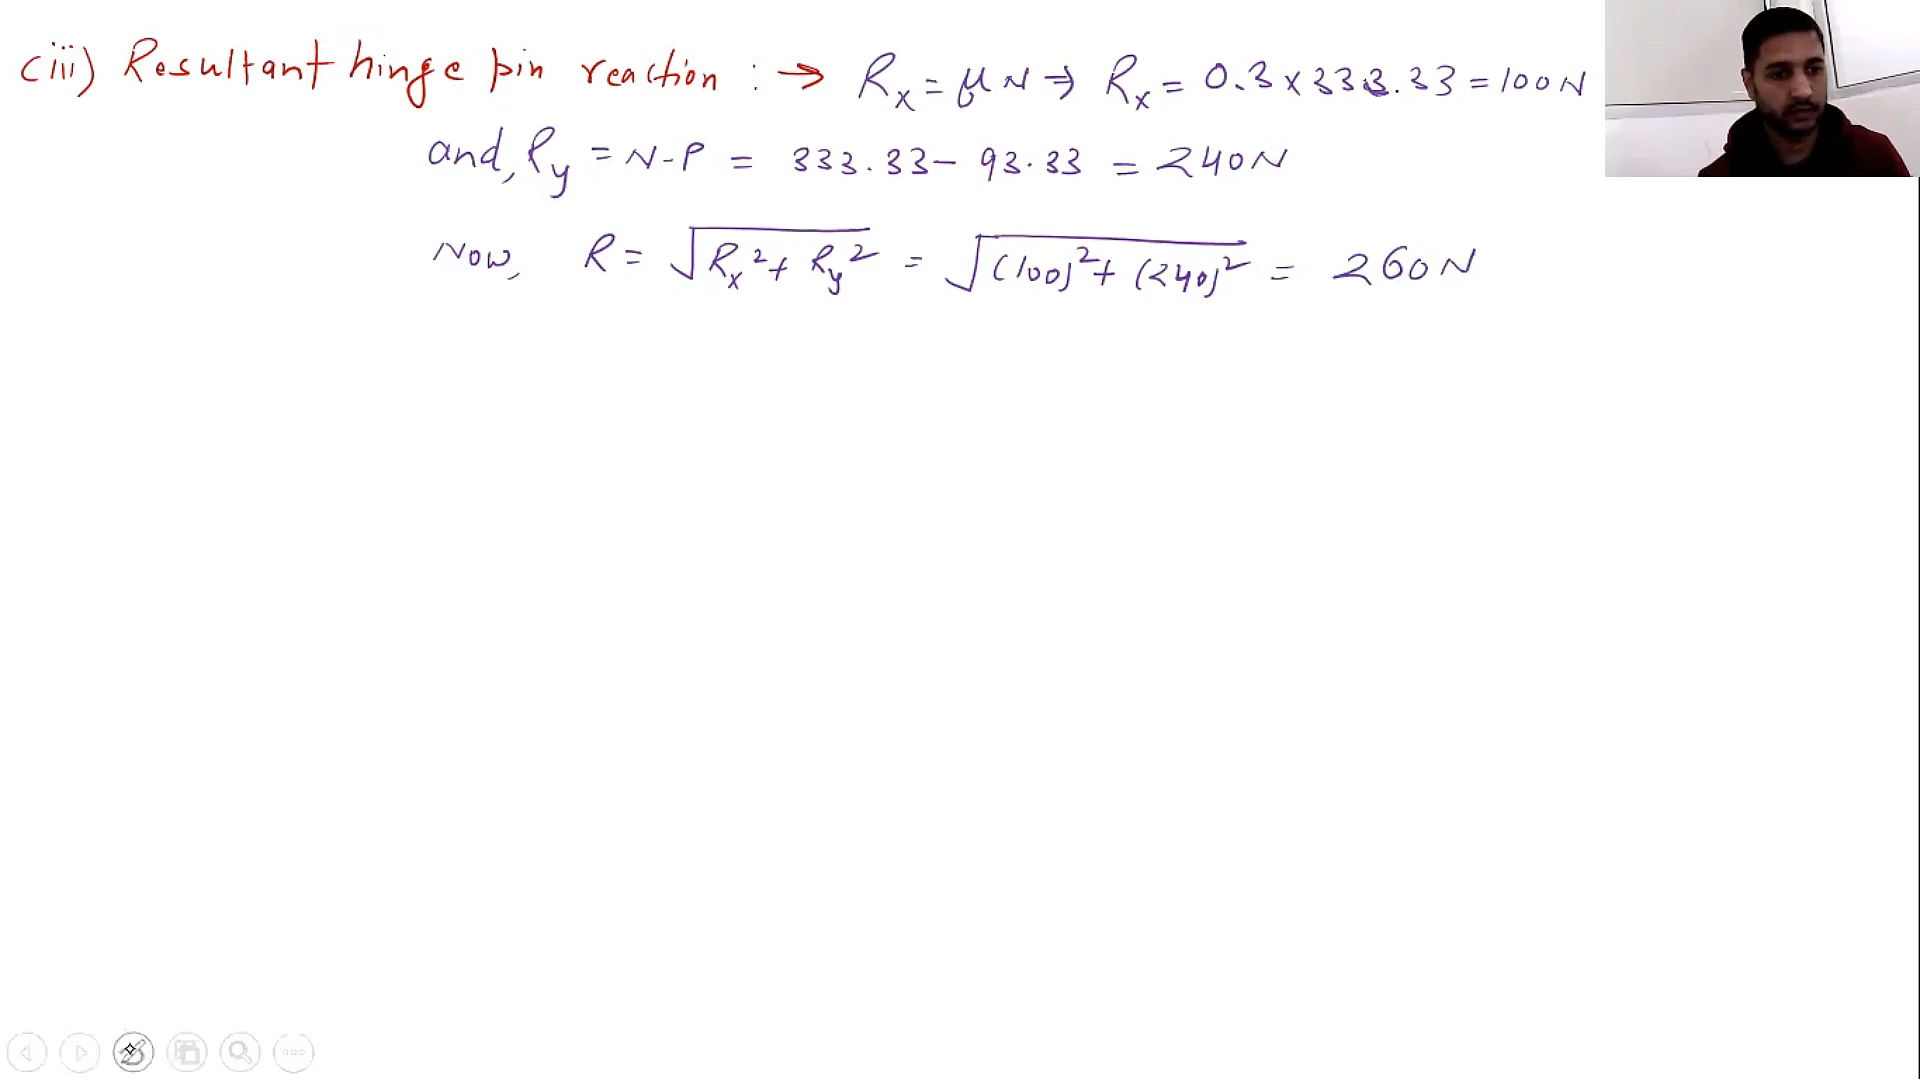 (iii) Resultant hinge pin reaction : → Rx = μN ⇒ Rx = 0.3 × 333.33 = 100N
and, Ry = N-P = 333.33 - 93.33 = 240N
Now, R = √(Rx² + Ry²) = √((100)² + (240)²) = 260N